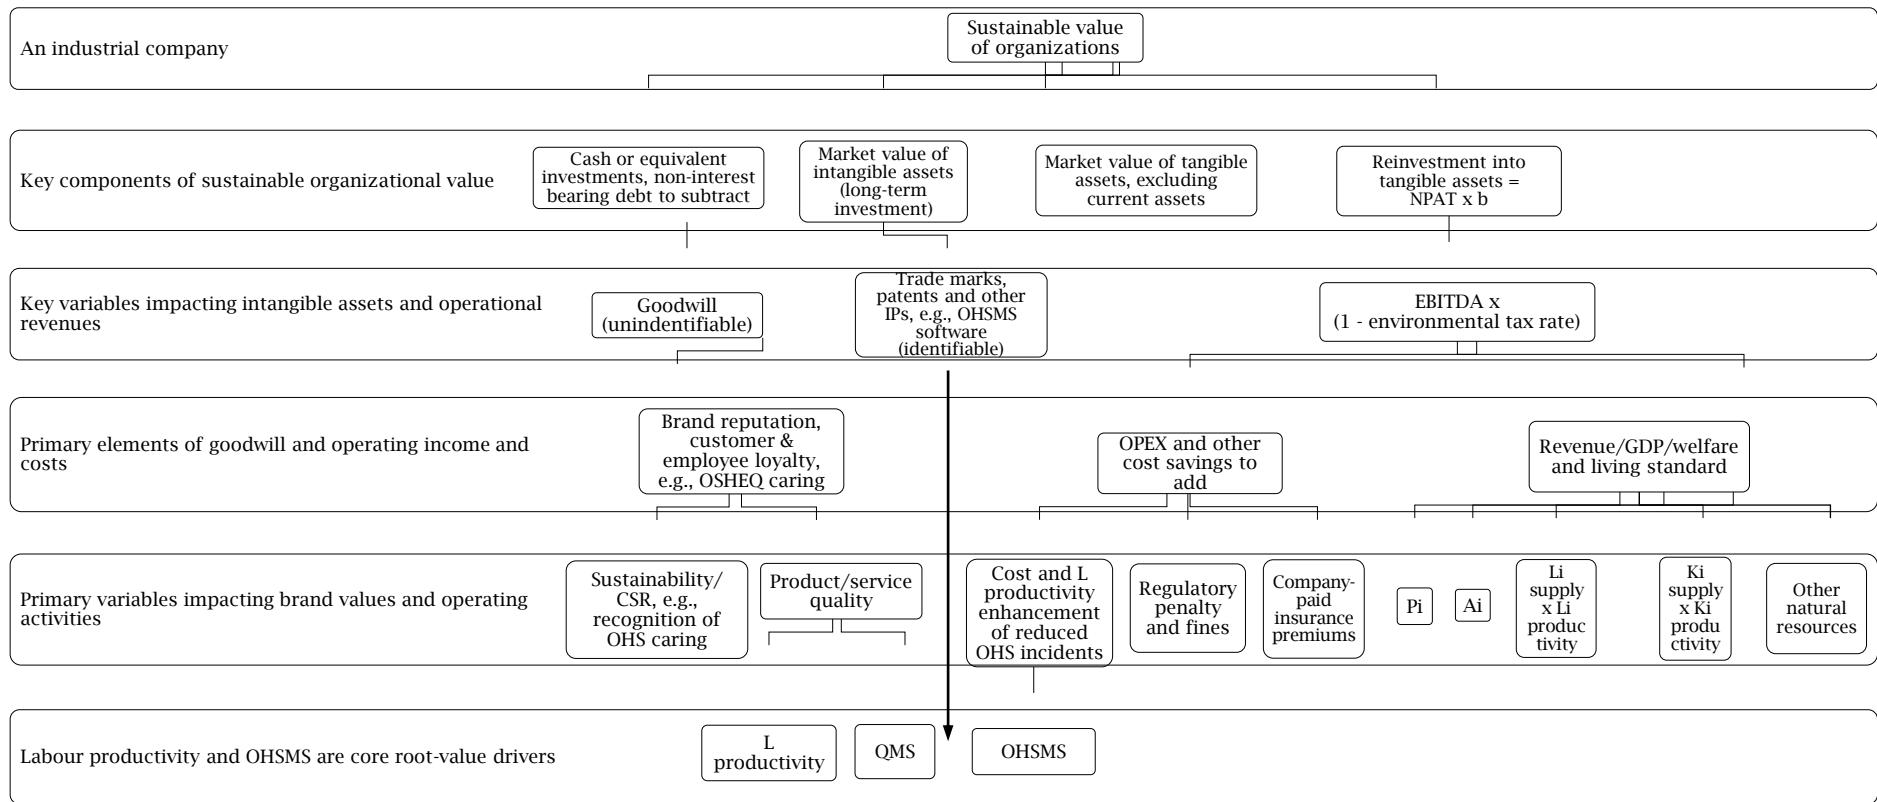 An industrial company
Sustainable value
of organizations
Key components of sustainable organizational value
Cash or equivalent
investments, non-interest
bearing debt to subtract
Market value of
intangible assets
(long-term
investment)
Market value of tangible
assets, excluding
current assets
Reinvestment into
tangible assets =
NPAT x b
Key variables impacting intangible assets and operational
revenues
Goodwill
(unidentifiable)
Trade marks,
patents and other
IPs, e.g., OHSMS
software
(identifiable)
EBITDA x
(1 - environmental tax rate)
Primary elements of goodwill and operating income and
costs
Brand reputation,
customer &
employee loyalty,
e.g., OSHEQ caring
OPEX and other
cost savings to
add
Revenue/GDP/welfare
and living standard
Primary variables impacting brand values and operating
activities
Sustainability/
CSR, e.g.,
recognition of
OHS caring
Product/service
quality
Cost and L
productivity
enhancement
of reduced
OHS incidents
Regulatory
penalty
and fines
Company-
paid
insurance
premiums
Pi
Ai
Li
supply
x Li
produc
tivity
Ki
supply
x Ki
produ
ctivity
Other
natural
resources
Labour productivity and OHSMS are core root-value drivers
L
productivity
QMS
OHSMS